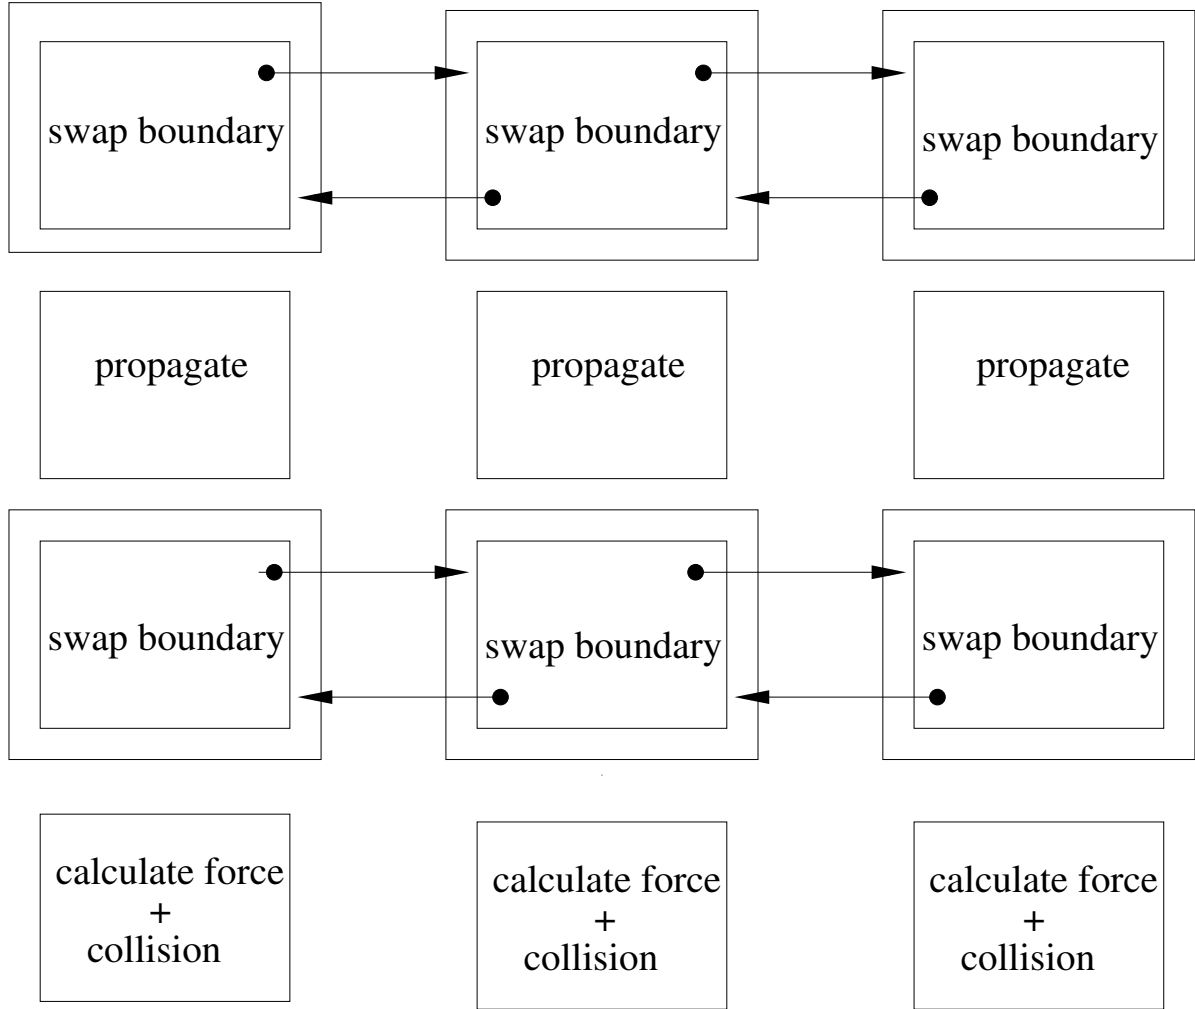 swap boundary
swap boundary
swap boundary
propagate
propagate
propagate
swap boundary
swap boundary
swap boundary
calculate force
+
collision
calculate force
+
collision
calculate force
+
collision